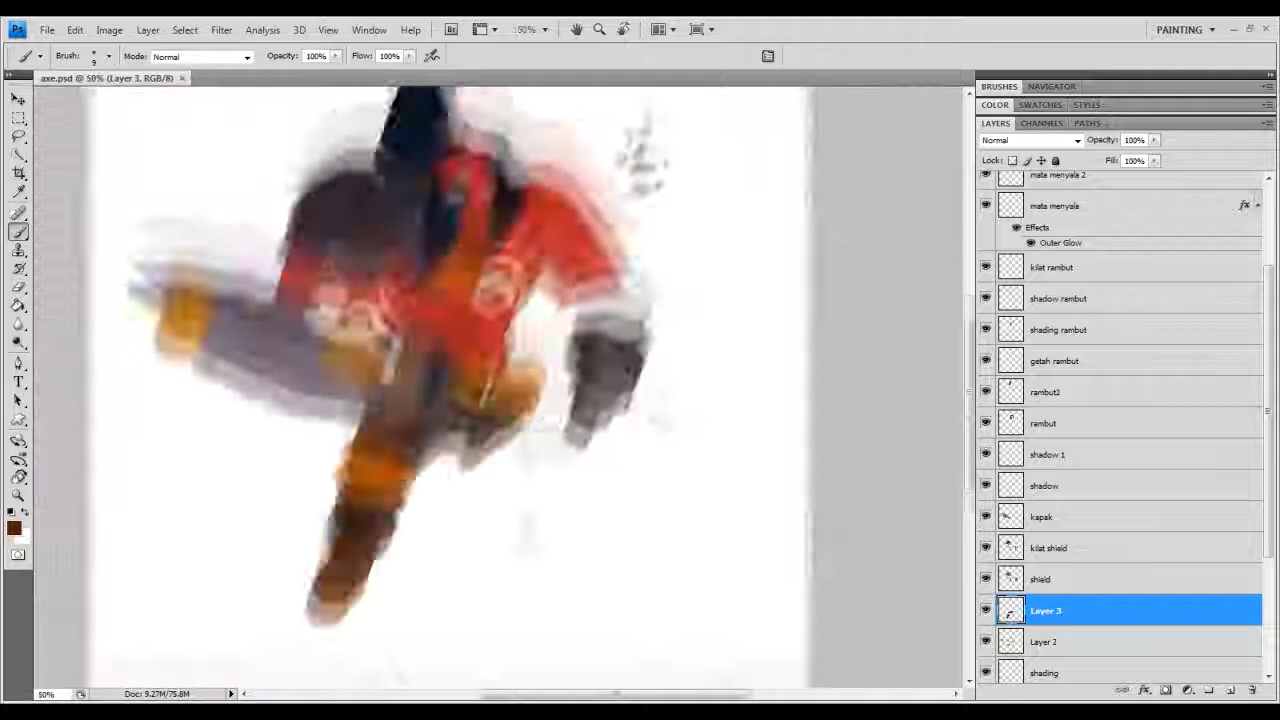 Ps File Edit Image Layer Select Filter Analysis 3D View Window Help Br 50% PAINTING
Brush: 9 Mode: Normal Opacity: 100% Flow: 100%
axe.psd @ 50% (Layer 3, RGB/8)
BRUSHES NAVIGATOR
COLOR SWATCHES STYLES
LAYERS CHANNELS PATHS
Normal Opacity: 100%
Lock: Fill: 100%
mata menyala 2
mata menyala fx
Effects
Outer Glow
kilat rambut
shadow rambut
shading rambut
getah rambut
rambut2
rambut
shadow 1
shadow
kapak
kilat shield
shield
Layer 3
Layer 2
shading
50% Doc: 9.27M/75.8M